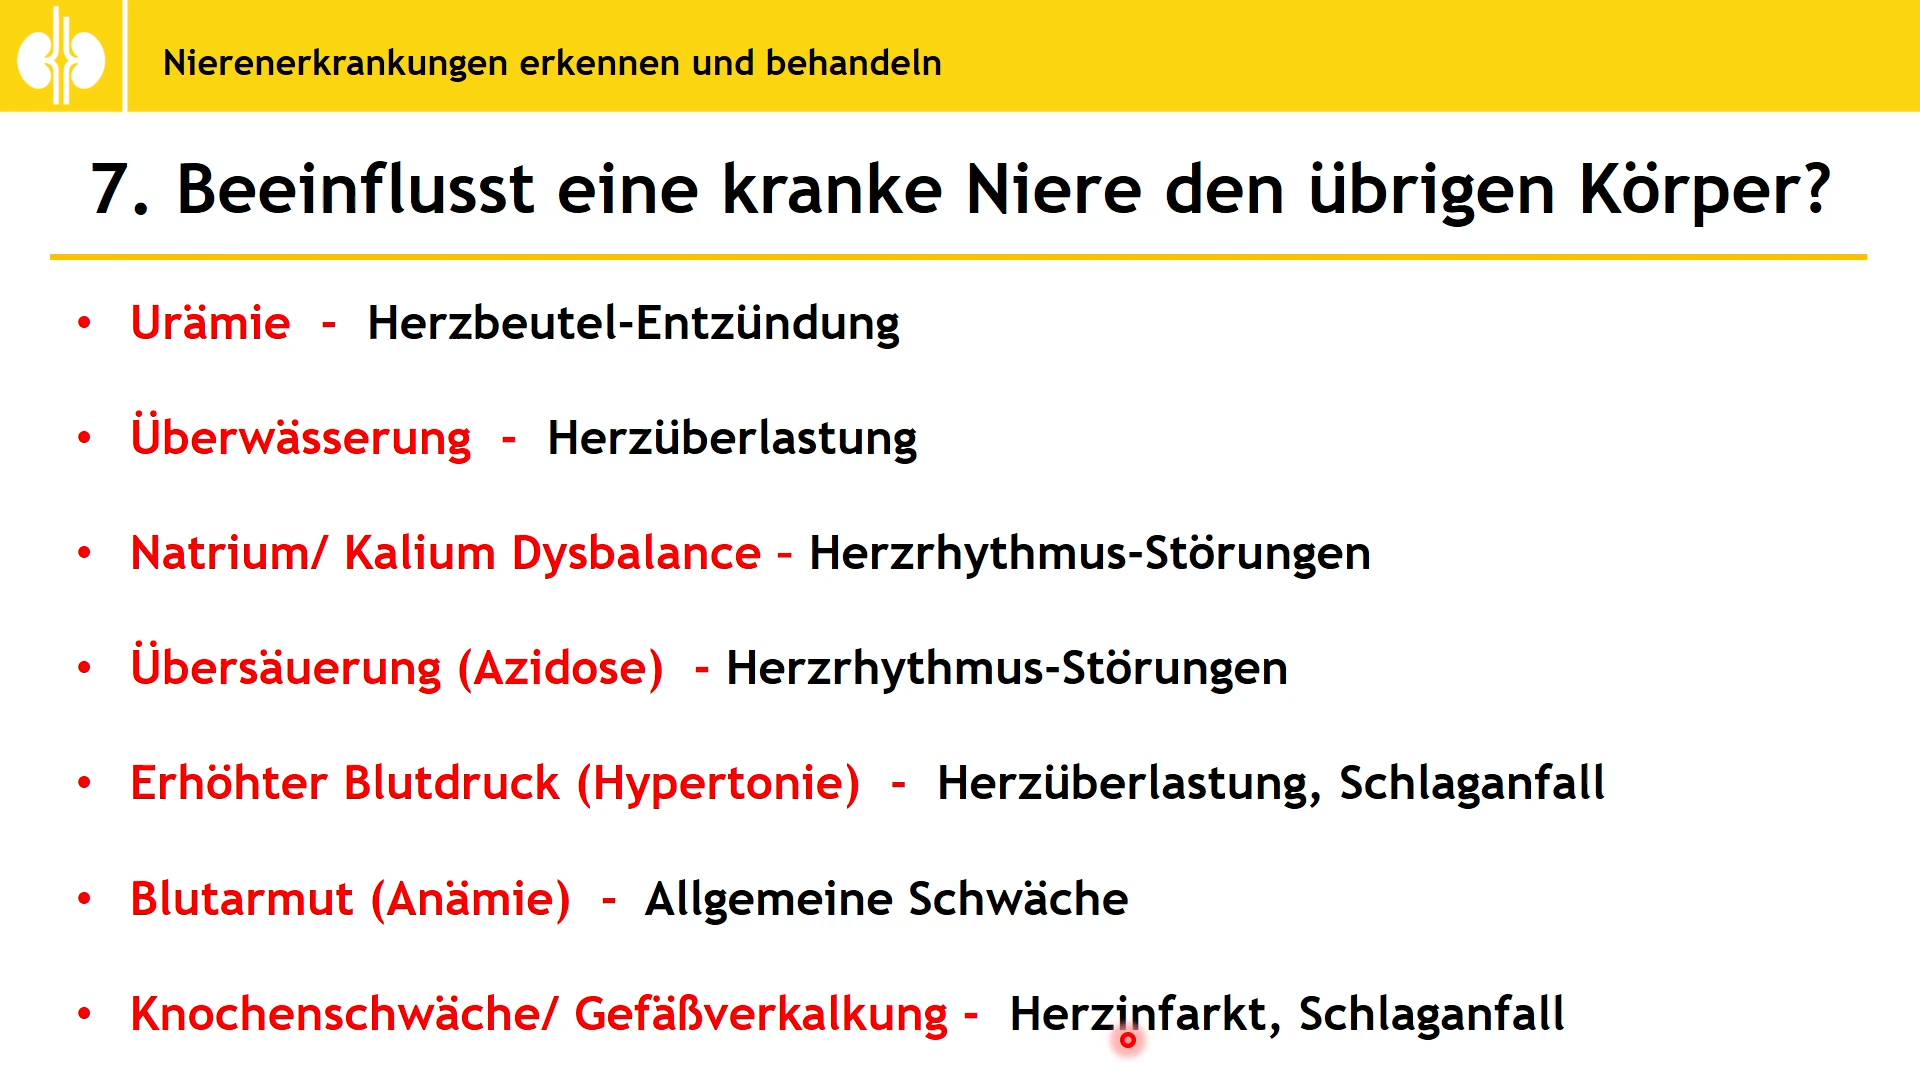 Nierenerkrankungen erkennen und behandeln
7. Beeinflusst eine kranke Niere den übrigen Körper?
• Urämie - Herzbeutel-Entzündung
• Überwässerung - Herzüberlastung
• Natrium/ Kalium Dysbalance – Herzrhythmus-Störungen
• Übersäuerung (Azidose) - Herzrhythmus-Störungen
• Erhöhter Blutdruck (Hypertonie) - Herzüberlastung, Schlaganfall
• Blutarmut (Anämie) - Allgemeine Schwäche
• Knochenschwäche/ Gefäßverkalkung - Herzinfarkt, Schlaganfall